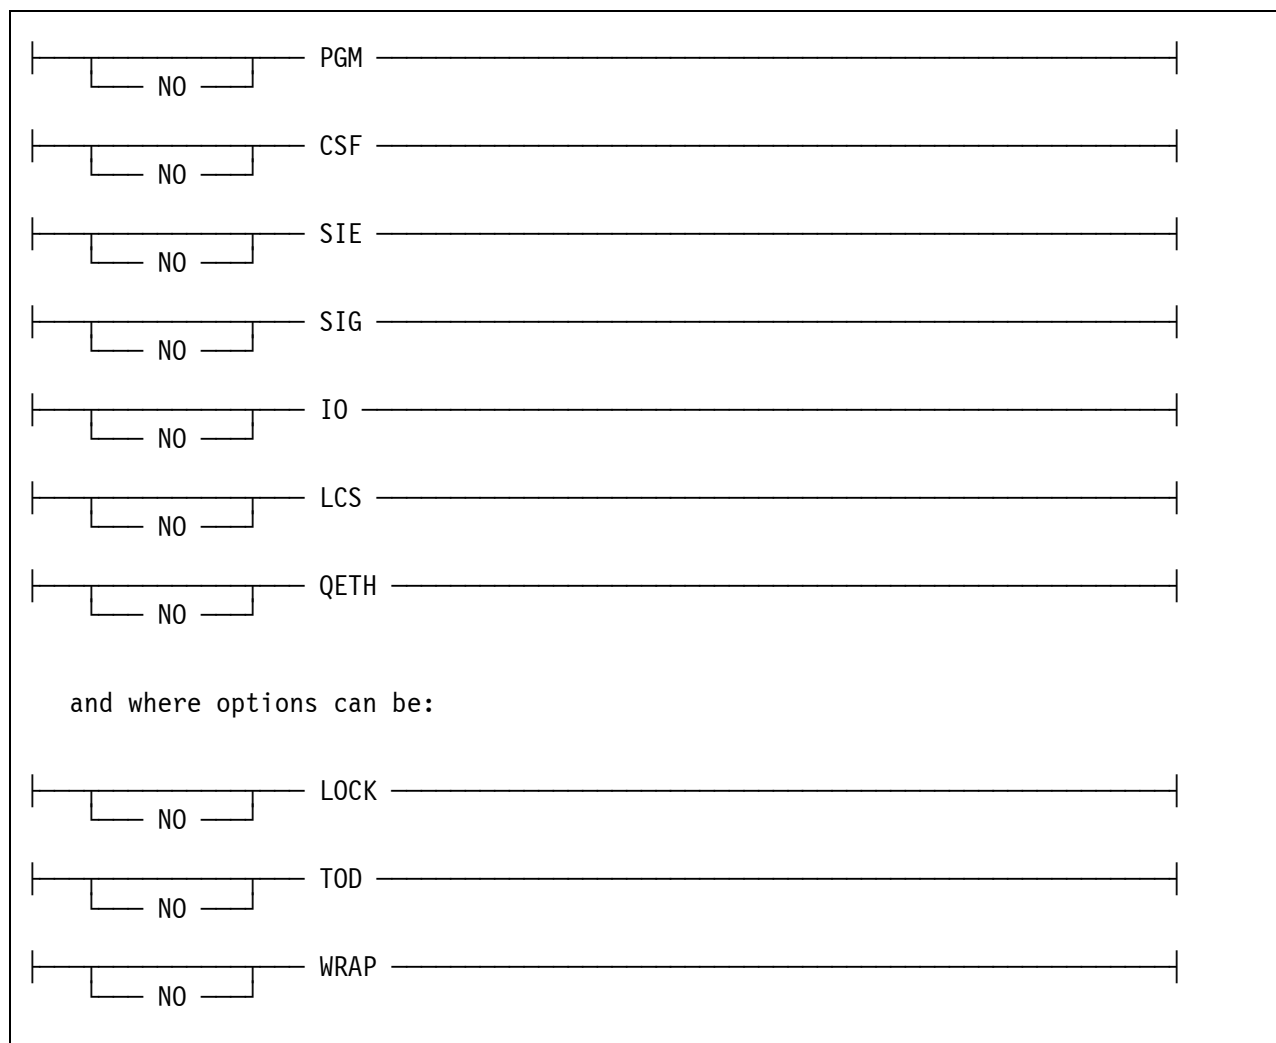 PGM
NO
CSF
NO
SIE
NO
SIG
NO
IO
NO
LCS
NO
QETH
NO
and where options can be:
LOCK
NO
TOD
NO
WRAP
NO